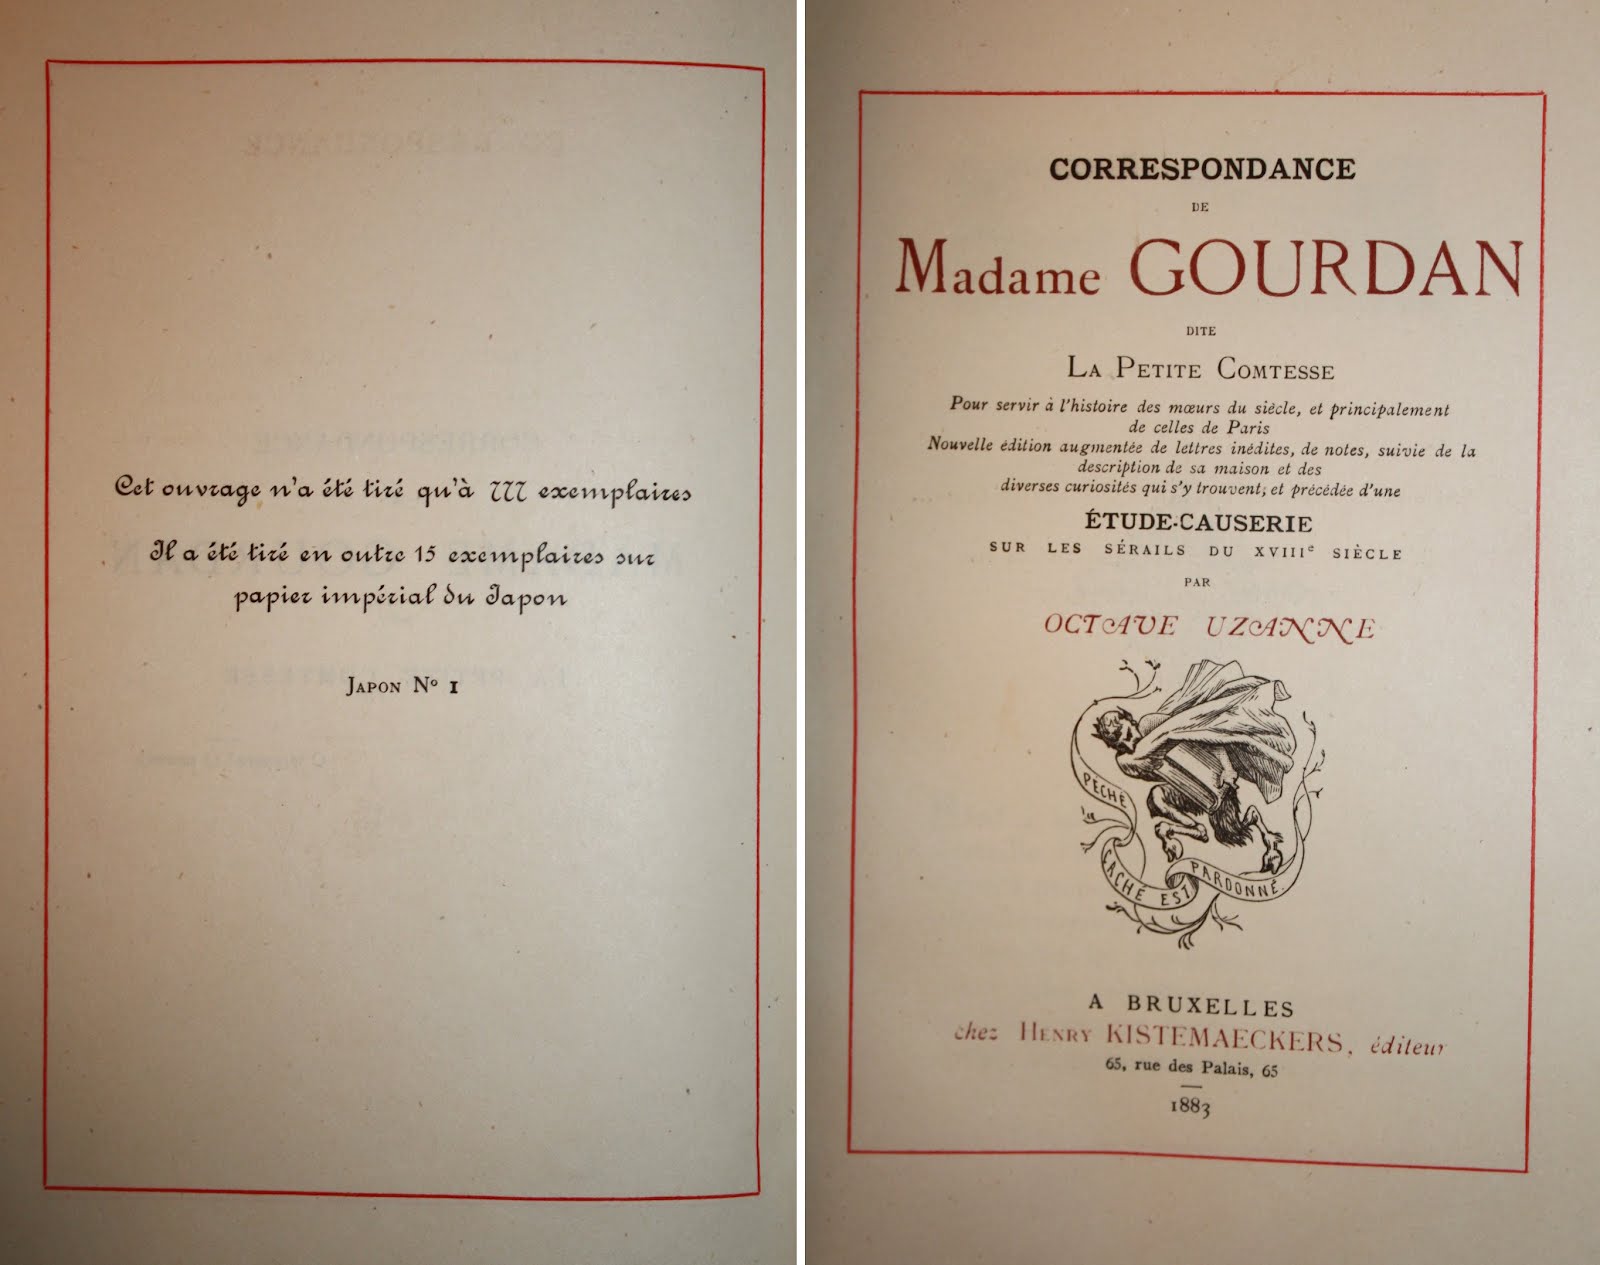 Cet ouvrage n'a été tiré qu'à 777 exemplaires
Il a été tiré en outre 15 exemplaires sur
papier impérial du Japon
Japon Nº 1
CORRESPONDANCE
DE
Madame GOURDAN
DITE
La Petite Comtesse
Pour servir à l'histoire des mœurs du siècle, et principalement
de celles de Paris
Nouvelle édition augmentée de lettres inédites, de notes, suivie de la
description de sa maison et des
diverses curiosités qui s'y trouvent; et précédée d'une
ÉTUDE-CAUSERIE
SUR LES SÉRAILS DU XVIIIe SIÈCLE
PAR
OCTAVE UZANNE
PÉCHÉ
CACHÉ EST
PARDONNÉ
A BRUXELLES
chez Henry KISTEMAECKERS, éditeur
65, rue des Palais, 65
1883